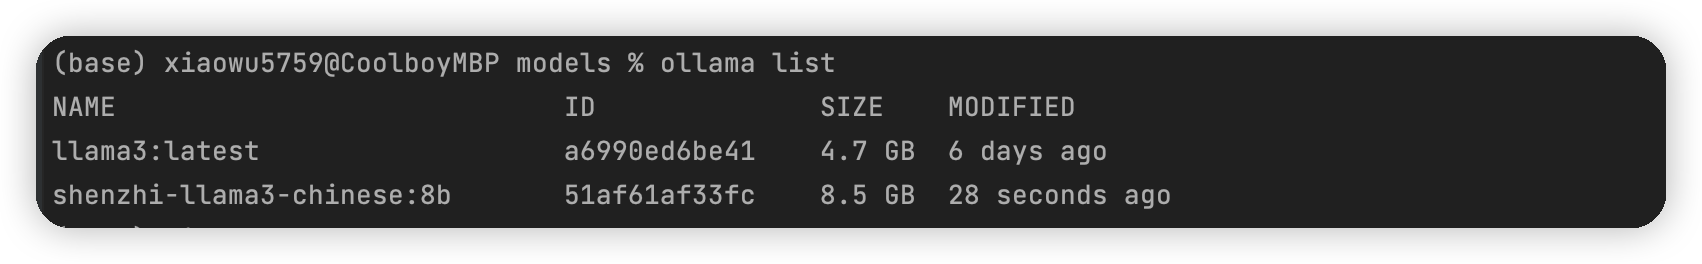 (base) xiaowu5759@CoolboyMBP models % ollama list
NAME ID SIZE MODIFIED
llama3:latest a6990ed6be41 4.7 GB 6 days ago
shenzhi-llama3-chinese:8b 51af61af33fc 8.5 GB 28 seconds ago